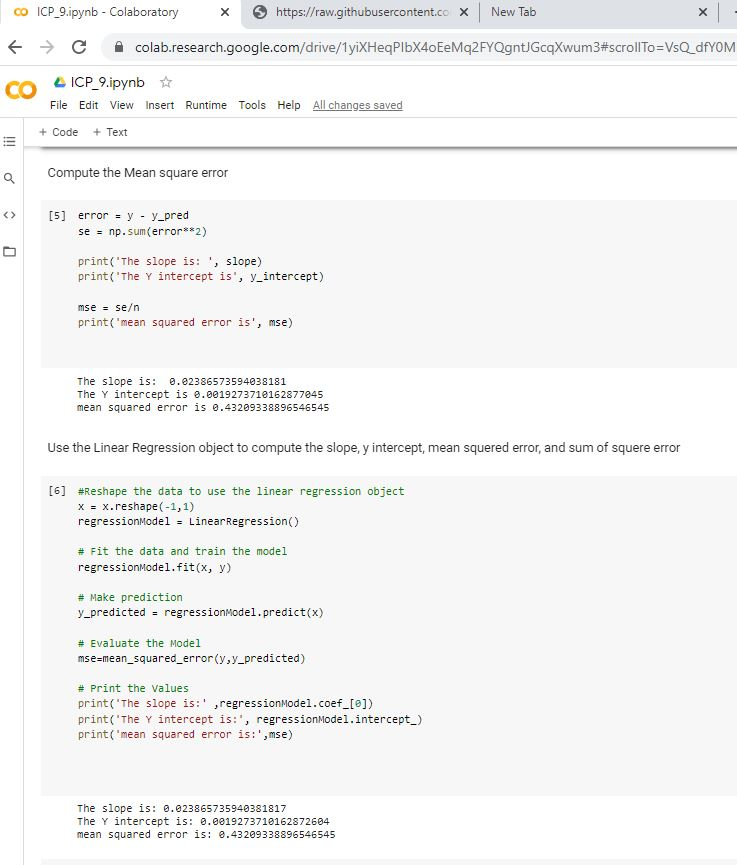 ICP_9.ipynb - Colaboratory
https://raw.githubusercontent.co
New Tab
colab.research.google.com/drive/1yiXHeqPIbX4oEeMq2FYQgntJGcqXwum3#scrollTo=VsQ_dfY0M
ICP_9.ipynb
File Edit View Insert Runtime Tools Help All changes saved
+ Code + Text
Compute the Mean square error
[5] error = y - y_pred
se = np.sum(error**2)
print('The slope is: ', slope)
print('The Y intercept is', y_intercept)
mse = se/n
print('mean squared error is', mse)
The slope is:  0.02386573594038181
The Y intercept is 0.0019273710162877045
mean squared error is 0.43209338896546545
Use the Linear Regression object to compute the slope, y intercept, mean squered error, and sum of squere error
[6] #Reshape the data to use the linear regression object
x = x.reshape(-1,1)
regressionModel = LinearRegression()
# Fit the data and train the model
regressionModel.fit(x, y)
# Make prediction
y_predicted = regressionModel.predict(x)
# Evaluate the Model
mse=mean_squared_error(y,y_predicted)
# Print the Values
print('The slope is:' ,regressionModel.coef_[0])
print('The Y intercept is:', regressionModel.intercept_)
print('mean squared error is:',mse)
The slope is: 0.023865735940381817
The Y intercept is: 0.0019273710162872604
mean squared error is: 0.43209338896546545